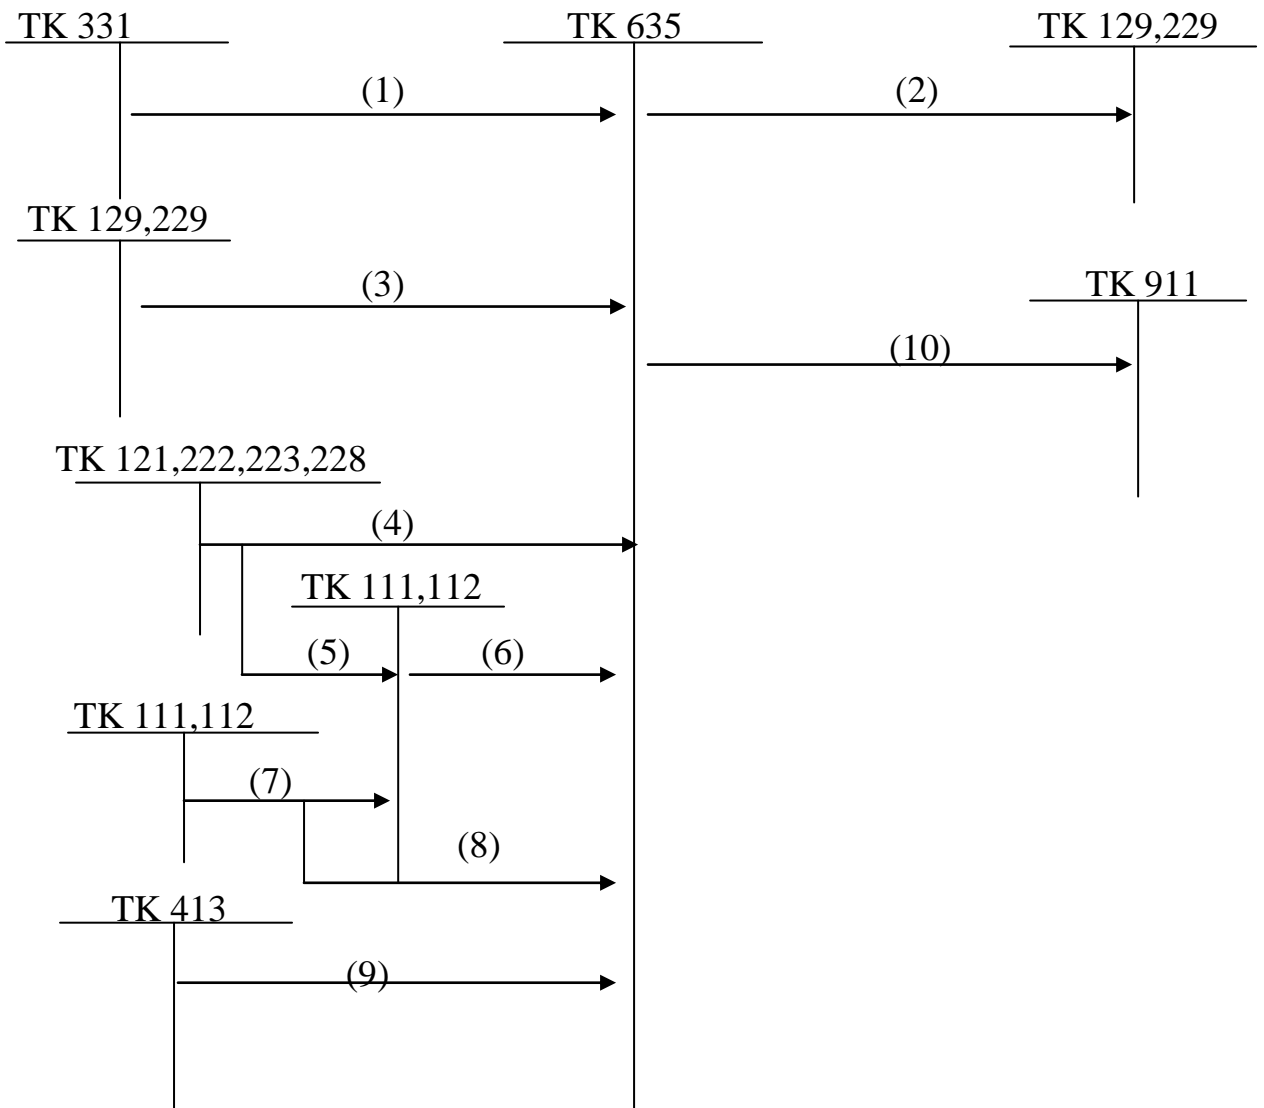 TK 331
TK 635
TK 129,229
(1)
(2)
TK 129,229
(3)
TK 911
(10)
TK 121,222,223,228
(4)
TK 111,112
(5)
(6)
TK 111,112
(7)
(8)
TK 413
(9)